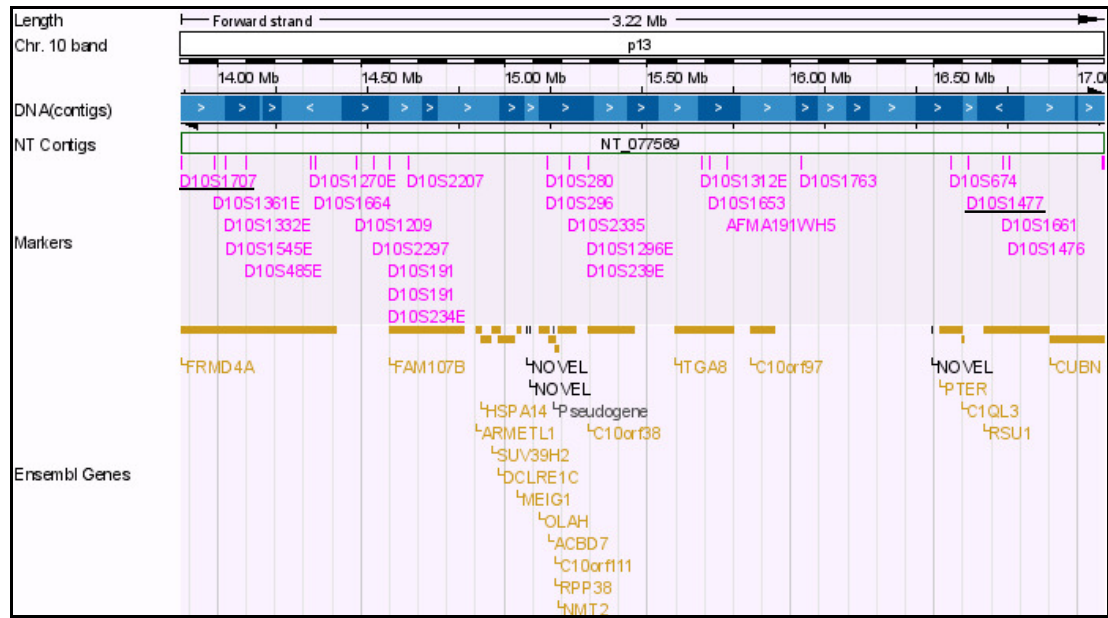 Length Forward strand 3.22 Mb
Chr. 10 band p13
14.00 Mb 14.50 Mb 15.00 Mb 15.50 Mb 16.00 Mb 16.50 Mb 17.0
DNA(contigs) > > > < > > > > > > > > > > > > > > > > > > < > >
NT Contigs NT_077569
D10S1707 D10S1270E D10S2207 D10S280 D10S1312E D10S1763 D10S674
D10S1361E D10S1664 D10S296 D10S1653 D10S1477
D10S1332E D10S1209 D10S2335 AFMA191WH5 D10S1661
Markers
D10S1545E D10S2297 D10S1296E D10S1476
D10S485E D10S191 D10S239E
D10S191
D10S234E
FRMD4A FAM107B NOVEL ITGA8 C10orf97 NOVEL CUBN
NOVEL PTER
HSPA14 Pseudogene C1QL3
ARMETL1 C10orf38 RSU1
SUV39H2
Ensembl Genes
DCLRE1C
MEIG1
OLAH
ACBD7
C10orf111
RPP38
NMT2